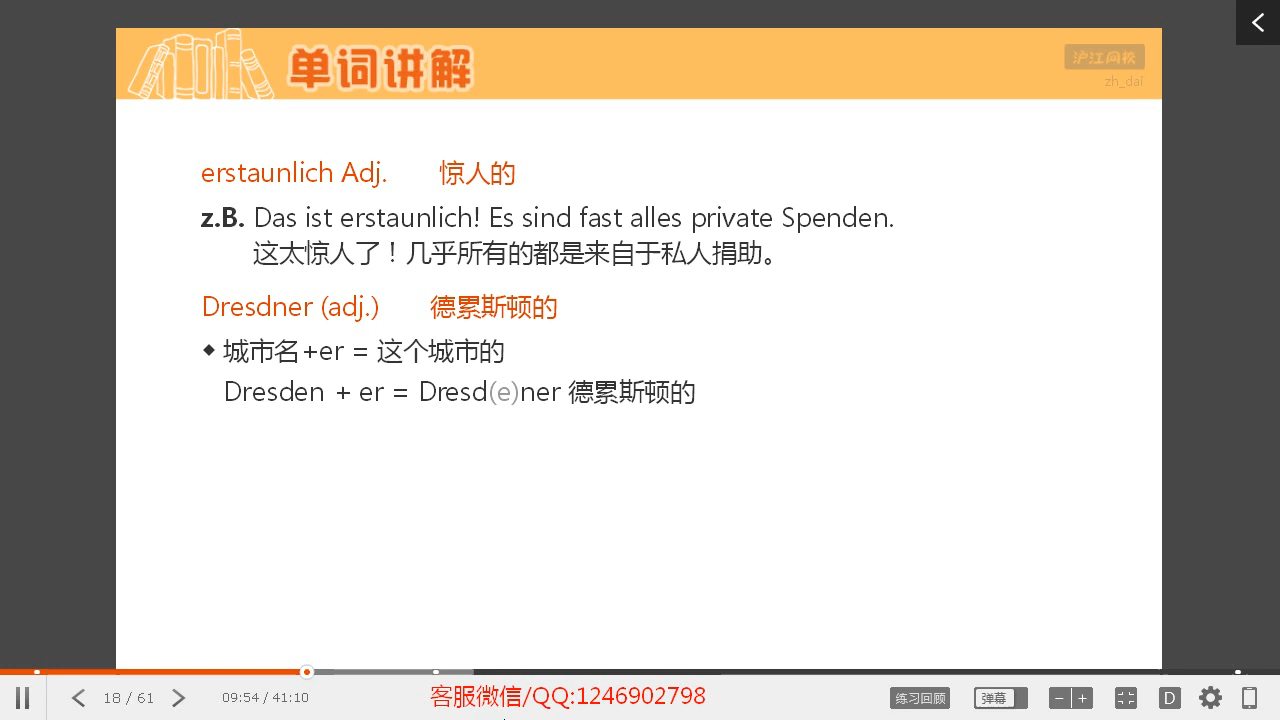 单词讲解
沪江网校
zh_dai
erstaunlich Adj. 惊人的
z.B. Das ist erstaunlich! Es sind fast alles private Spenden.
这太惊人了！几乎所有的都是来自于私人捐助。
Dresdner (adj.) 德累斯顿的
◆ 城市名+er = 这个城市的
Dresden + er = Dresd(e)ner 德累斯顿的
18 / 61
09:54 / 41:10
客服微信/QQ:1246902798
练习回顾
弹幕
D